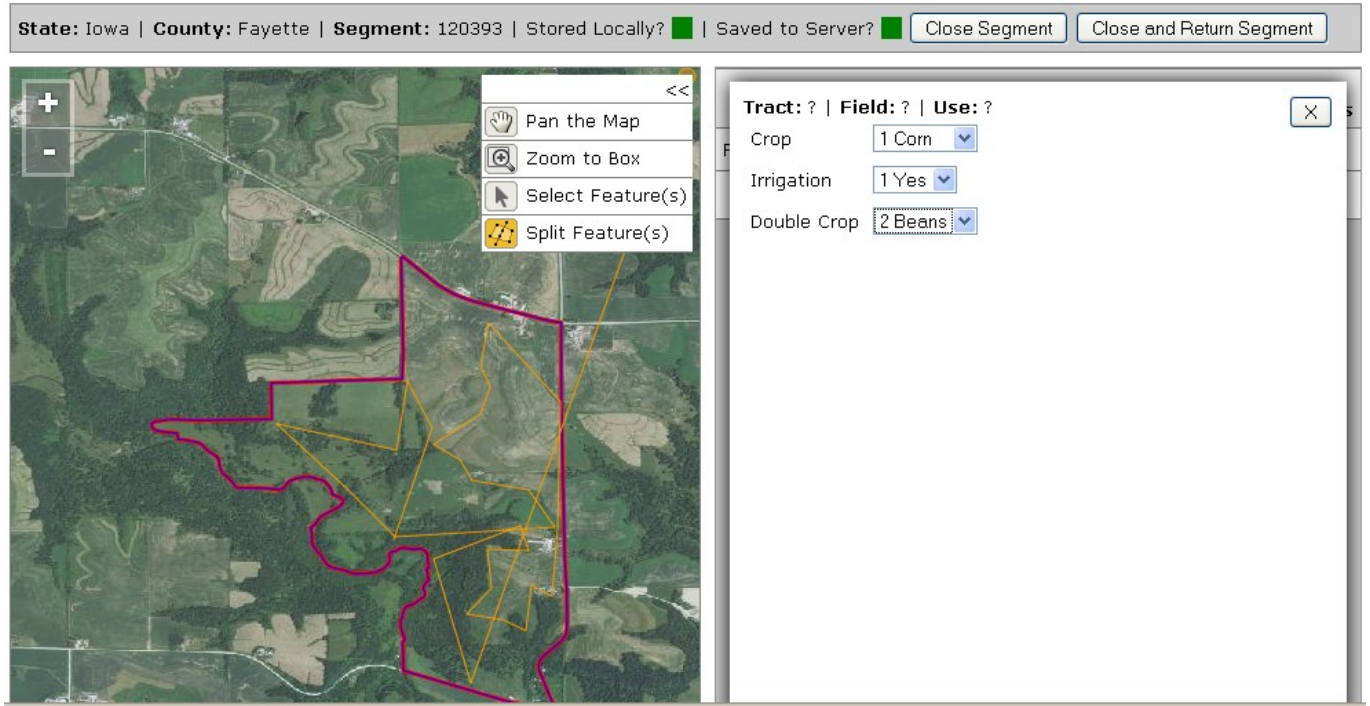 State: Iowa | County: Fayette | Segment: 120393 | Stored Locally? | Saved to Server? Close Segment Close and Return Segment
+
-
<<
Pan the Map
Zoom to Box
Select Feature(s)
Split Feature(s)
Tract: ? | Field: ? | Use: ?
X
Crop 1 Corn
Irrigation 1 Yes
Double Crop 2 Beans